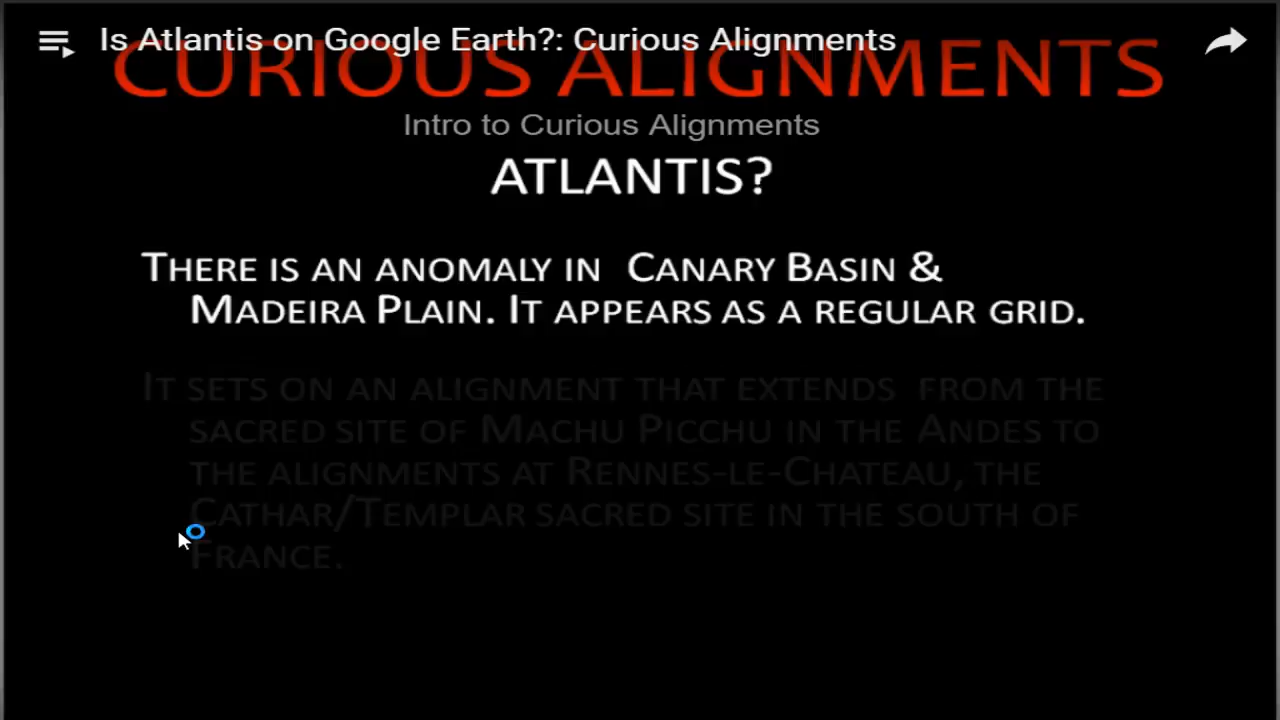 Is Atlantis on Google Earth?: Curious Alignments
CURIOUS ALIGNMENTS
Intro to Curious Alignments
ATLANTIS?
THERE IS AN ANOMALY IN CANARY BASIN &
MADEIRA PLAIN. IT APPEARS AS A REGULAR GRID.
IT SETS ON AN ALIGNMENT THAT EXTENDS FROM THE
SACRED SITE OF MACHU PICCHU IN THE ANDES TO
THE ALIGNMENTS AT RENNES-LE-CHATEAU, THE
CATHAR/TEMPLAR SACRED SITE IN THE SOUTH OF
FRANCE.